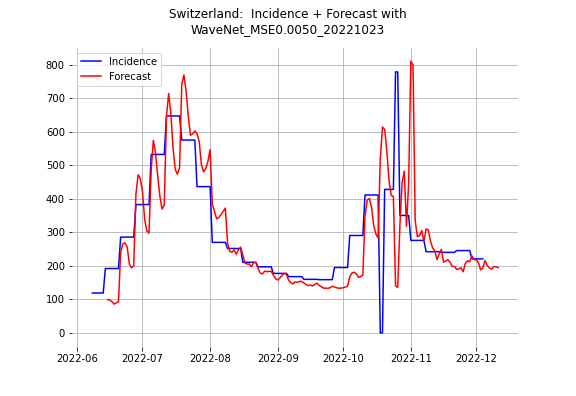 Switzerland:  Incidence + Forecast with
WaveNet_MSE0.0050_20221023
Incidence
Forecast
800
700
600
500
400
300
200
100
0
2022-06 2022-07 2022-08 2022-09 2022-10 2022-11 2022-12